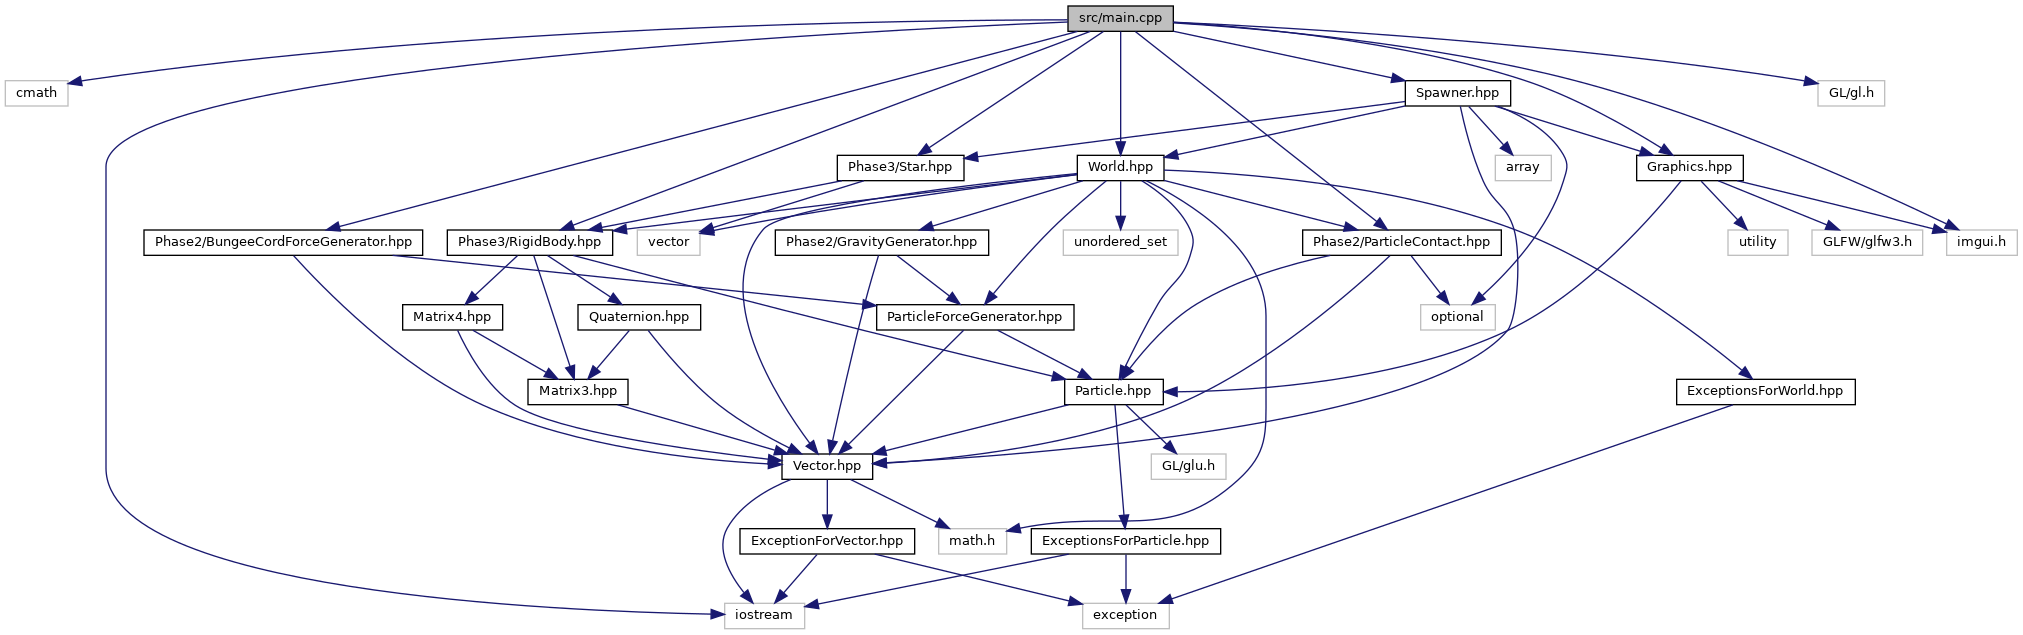 src/main.cpp
cmath
Spawner.hpp
GL/gl.h
Phase3/Star.hpp
World.hpp
array
Graphics.hpp
Phase2/BungeeCordForceGenerator.hpp
Phase3/RigidBody.hpp
vector
Phase2/GravityGenerator.hpp
unordered_set
Phase2/ParticleContact.hpp
utility
GLFW/glfw3.h
imgui.h
Matrix4.hpp
Quaternion.hpp
ParticleForceGenerator.hpp
optional
Matrix3.hpp
Particle.hpp
ExceptionsForWorld.hpp
Vector.hpp
GL/glu.h
ExceptionForVector.hpp
math.h
ExceptionsForParticle.hpp
iostream
exception